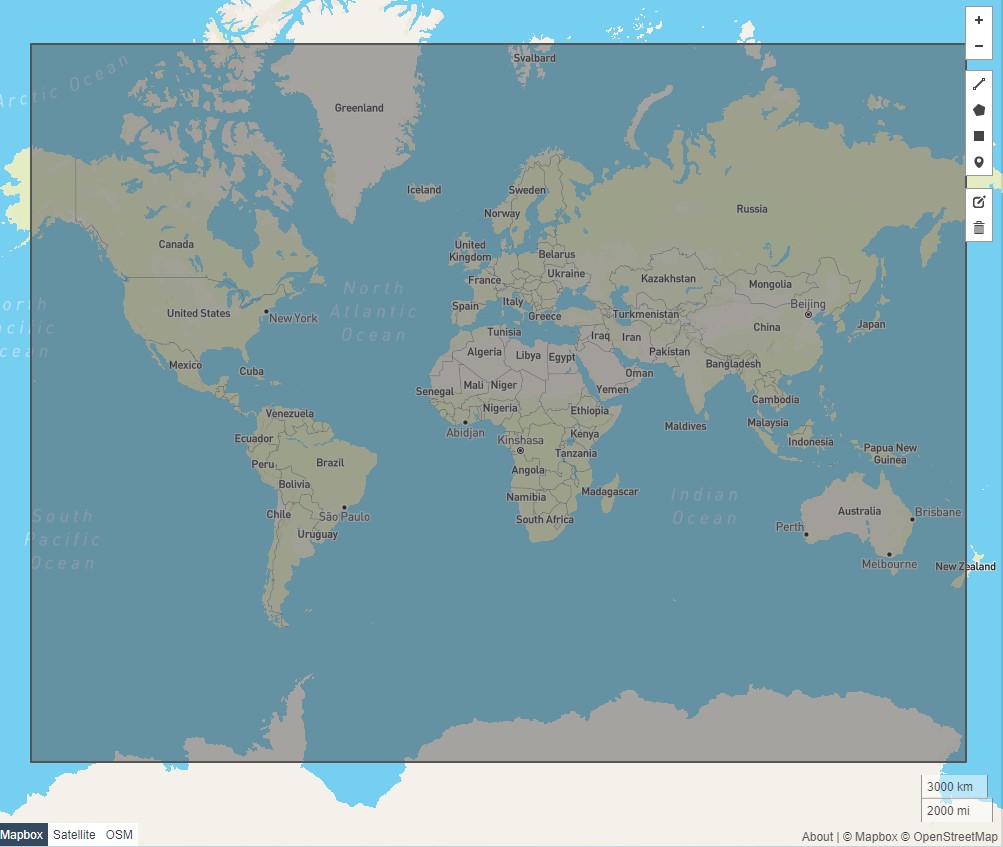 +
Svalbard
−
Arctic Ocean
Greenland
Iceland
Sweden
Russia
Norway
Canada
United
Kingdom
Belarus
Ukraine
Kazakhstan
France
Mongolia
North
Atlantic
Ocean
Spain
Italy
Beijing
United States
New York
Greece
Turkmenistan
China
Japan
orth
acific
cean
Tunisia
Iraq
Iran
Algeria
Libya
Egypt
Pakistan
Bangladesh
Mexico
Cuba
Oman
Senegal
Mali
Niger
Yemen
Cambodia
Venezuela
Nigeria
Ethiopia
Maldives
Malaysia
Abidjan
Kenya
Ecuador
Kinshasa
Indonesia
Papua New
Guinea
Tanzania
Peru
Brazil
Angola
Bolivia
Namibia
Madagascar
Indian
Ocean
Chile
São Paulo
South Africa
Australia
Brisbane
South
Pacific
Ocean
Perth
Uruguay
Melbourne
New Zealand
3000 km
2000 mi
Mapbox Satellite OSM
About | © Mapbox © OpenStreetMap